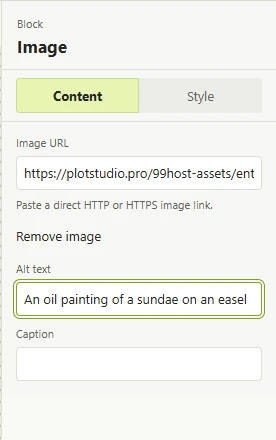 Block
Image
Content
Style
Image URL
https://plotstudio.pro/99host-assets/ent
Paste a direct HTTP or HTTPS image link.
Remove image
Alt text
An oil painting of a sundae on an easel
Caption